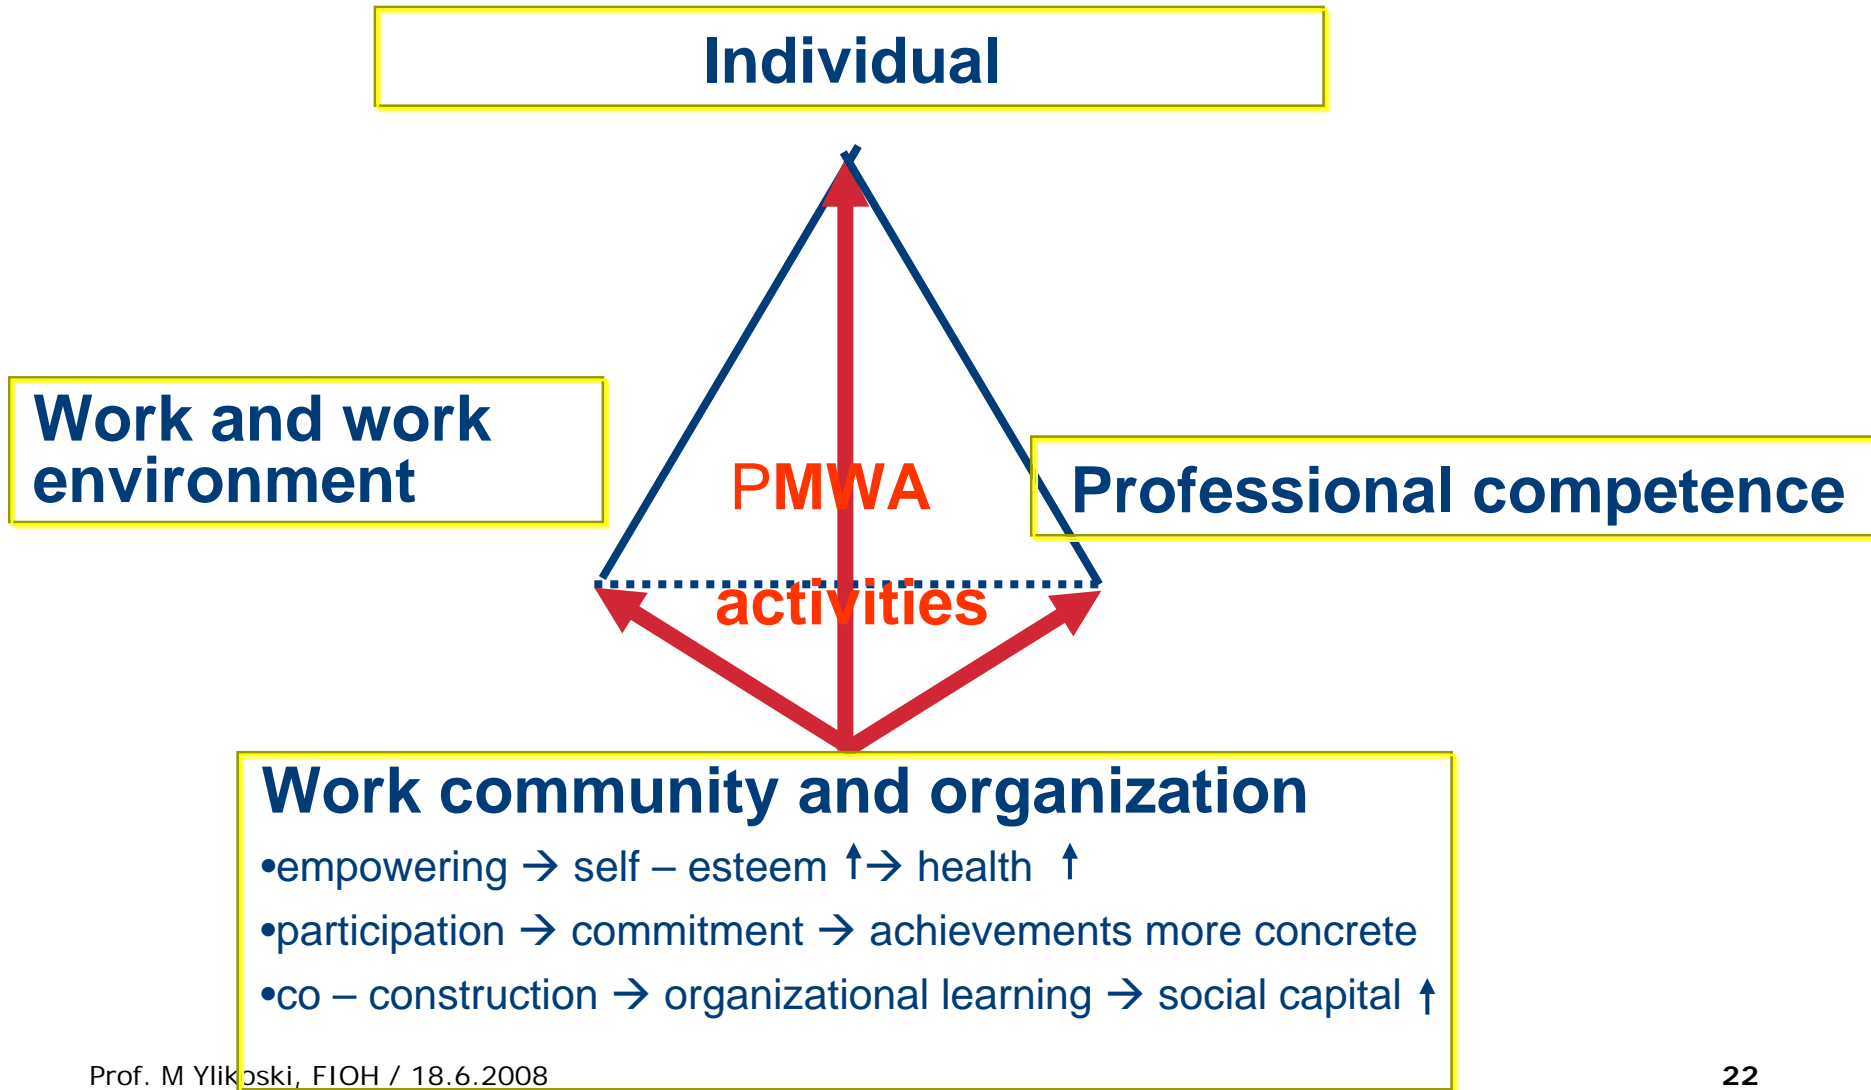 Individual
Work and work
environment
PMWA
Professional competence
activities
Work community and organization
•empowering → self – esteem ↑→ health ↑
•participation → commitment → achievements more concrete
•co – construction → organizational learning → social capital ↑
Prof. M Ylikoski, FIOH / 18.6.2008
22